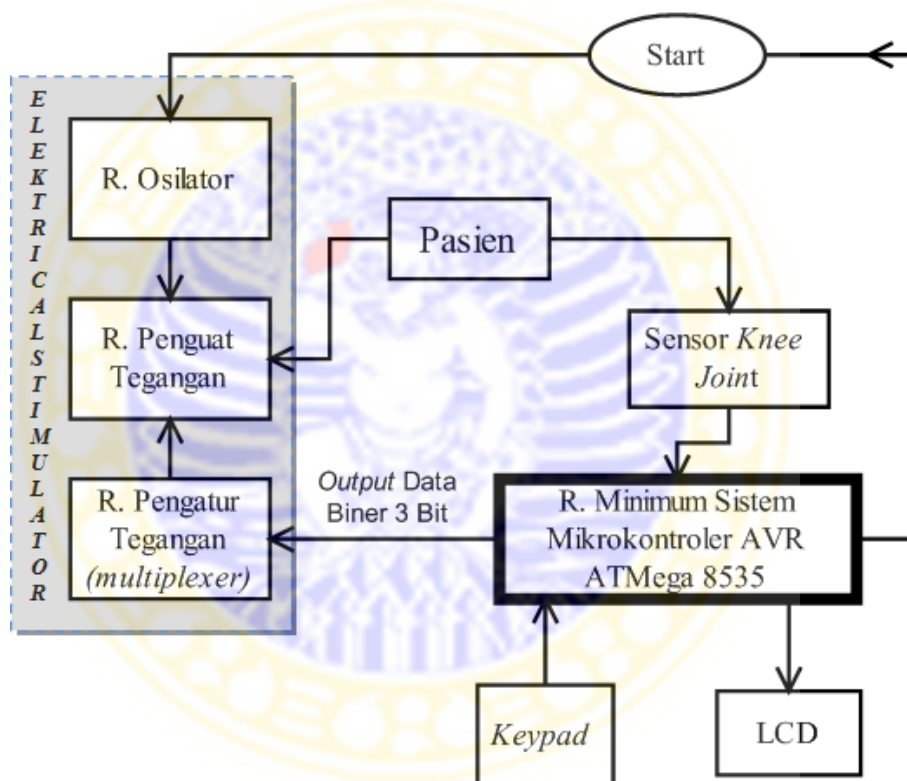 Start
ELEKTRICALSTIMULATOR
R. Osilator
Pasien
R. Penguat
Tegangan
Sensor Knee
Joint
Output Data
Biner 3 Bit
R. Pengatur
Tegangan
(multiplexer)
R. Minimum Sistem
Mikrokontroler AVR
ATMega 8535
Keypad
LCD